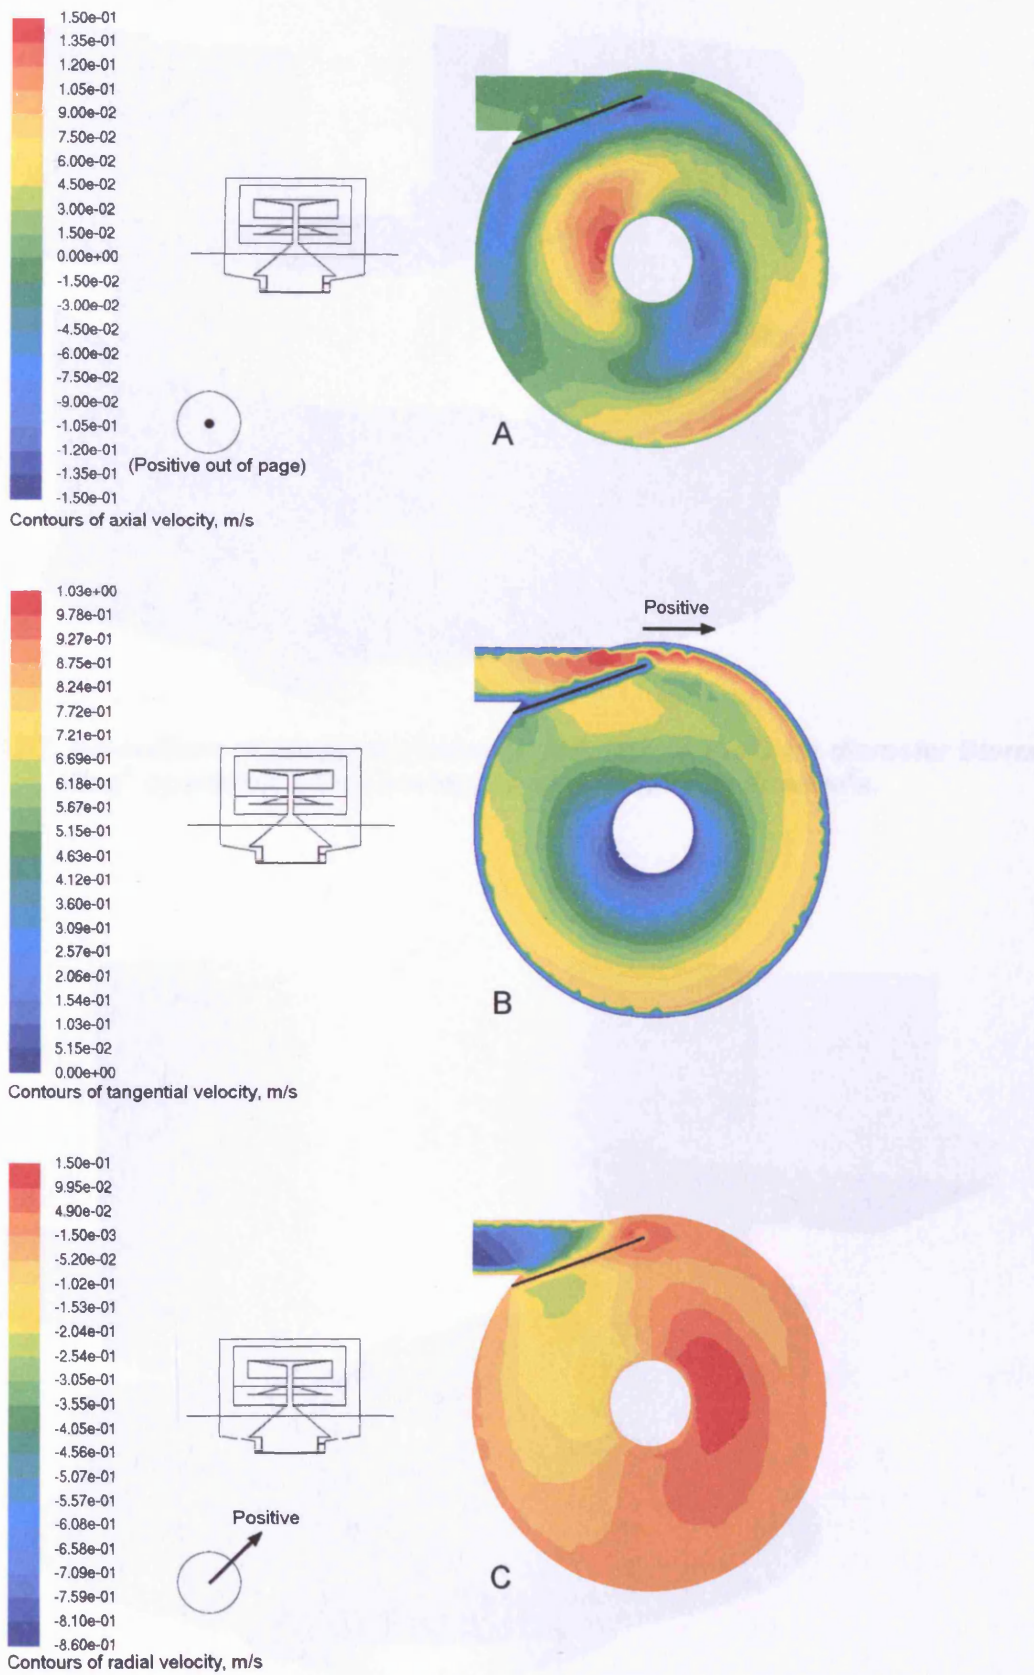 1.50e-01
1.35e-01
1.20e-01
1.05e-01
9.00e-02
7.50e-02
6.00e-02
4.50e-02
3.00e-02
1.50e-02
0.00e+00
-1.50e-02
-3.00e-02
-4.50e-02
-6.00e-02
-7.50e-02
-9.00e-02
-1.05e-01
-1.20e-01
-1.35e-01
-1.50e-01
(Positive out of page)
A
Contours of axial velocity, m/s
1.03e+00
9.78e-01
9.27e-01
8.75e-01
8.24e-01
7.72e-01
7.21e-01
6.69e-01
6.18e-01
5.67e-01
5.15e-01
4.63e-01
4.12e-01
3.60e-01
3.09e-01
2.57e-01
2.06e-01
1.54e-01
1.03e-01
5.15e-02
0.00e+00
Positive
B
Contours of tangential velocity, m/s
1.50e-01
9.95e-02
4.90e-02
-1.50e-03
-5.20e-02
-1.02e-01
-1.53e-01
-2.04e-01
-2.54e-01
-3.05e-01
-3.55e-01
-4.05e-01
-4.56e-01
-5.07e-01
-5.57e-01
-6.08e-01
-6.58e-01
-7.09e-01
-7.59e-01
-8.10e-01
-8.60e-01
Positive
C
Contours of radial velocity, m/s